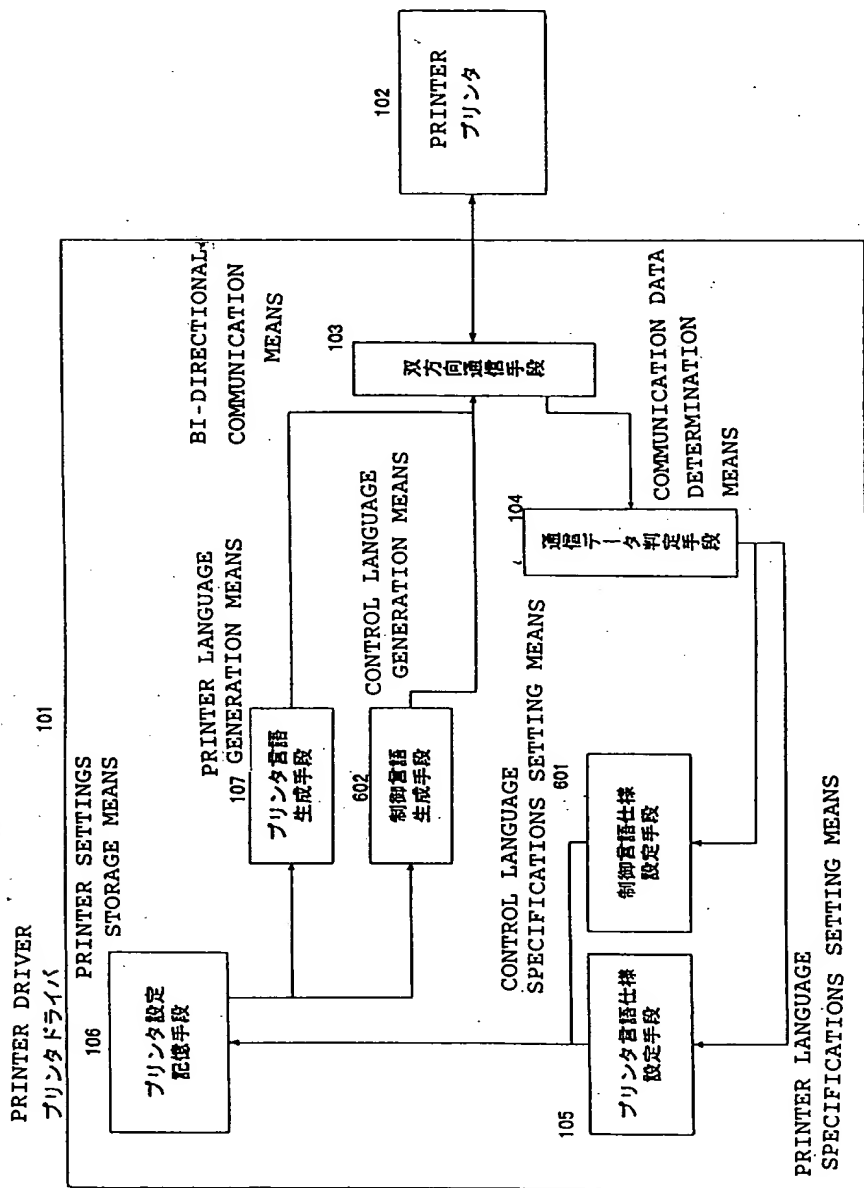 PRINTER DRIVER
プリンタドライバ
101
PRINTER SETTINGS
STORAGE MEANS
106
プリンタ設定
記憶手段
PRINTER LANGUAGE
GENERATION MEANS
107
プリンタ言語
生成手段
CONTROL LANGUAGE
GENERATION MEANS
602
制御言語
生成手段
BI-DIRECTIONAL
COMMUNICATION
MEANS
103
双方向通信手段
102
PRINTER
プリンタ
COMMUNICATION DATA
DETERMINATION
MEANS
104
通信データ判定手段
CONTROL LANGUAGE
SPECIFICATIONS SETTING MEANS
601
制御言語仕様
設定手段
105
プリンタ言語仕様
設定手段
PRINTER LANGUAGE
SPECIFICATIONS SETTING MEANS